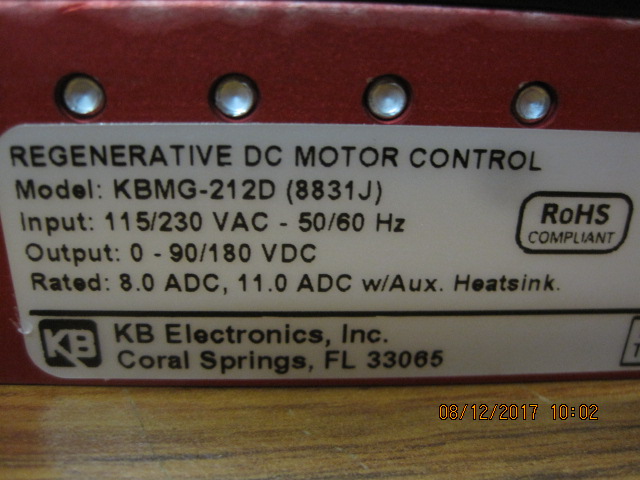 REGENERATIVE DC MOTOR CONTROL
Model: KBMG-212D (8831J)
Input: 115/230 VAC - 50/60 Hz
Output: 0 - 90/180 VDC
Rated: 8.0 ADC, 11.0 ADC w/Aux. Heatsink.
RoHS
COMPLIANT
KB
KB Electronics, Inc.
Coral Springs, FL 33065
08/12/2017 10:02